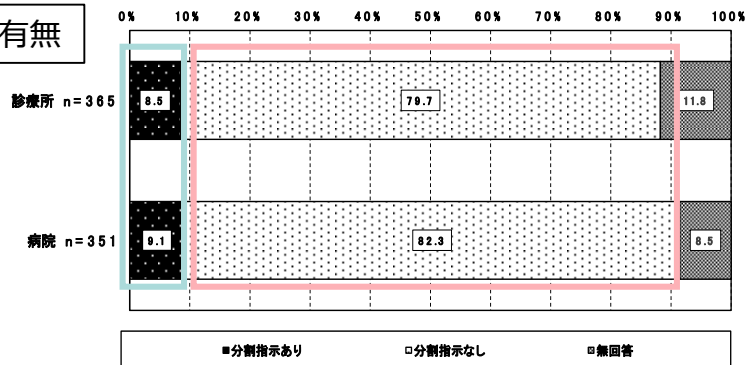 有無
0% 10% 20% 30% 40% 50% 60% 70% 80% 90% 100%
診療所 n=365 8.5 79.7 11.8
病院 n=351 9.1 82.3 8.5
■分割指示あり □分割指示なし ▩無回答